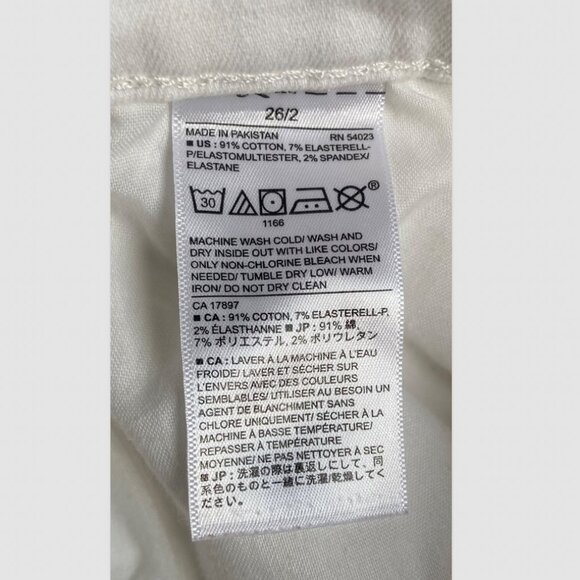 26/2
MADE IN PAKISTAN RN 54023
■ US : 91% COTTON, 7% ELASTERELL-
P/ELASTOMULTIESTER, 2% SPANDEX/
ELASTANE
30 ®
1166
MACHINE WASH COLD/ WASH AND
DRY INSIDE OUT WITH LIKE COLORS/
ONLY NON-CHLORINE BLEACH WHEN
NEEDED/ TUMBLE DRY LOW/ WARM
IRON/ DO NOT DRY CLEAN
CA 17897
■ CA : 91% COTTON, 7% ELASTERELL-P,
2% ÉLASTHANNE ■ JP : 91% 綿,
7% ポリエステル, 2% ポリウレタン
■ CA : LAVER À LA MACHINE À L'EAU
FROIDE/ LAVER ET SÉCHER SUR
L'ENVERS AVEC DES COULEURS
SEMBLABLES/ UTILISER AU BESOIN UN
AGENT DE BLANCHIMENT SANS
CHLORE UNIQUEMENT/ SÉCHER À LA
MACHINE À BASSE TEMPÉRATURE/
REPASSER À TEMPÉRATURE
MOYENNE/ NE PAS NETTOYER À SEC
■ JP : 洗濯の際は裏返しにして、同
系色のものと一緒に洗濯/乾燥してく
ださい。